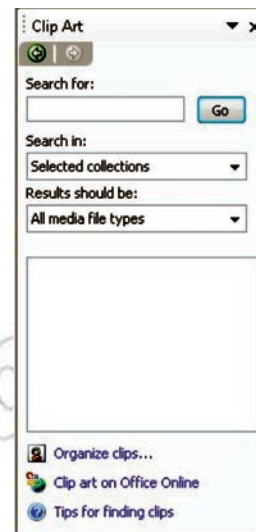 Clip Art
Search for:
Go
Search in:
Selected collections
Results should be:
All media file types
Organize clips...
Clip art on Office Online
Tips for finding clips